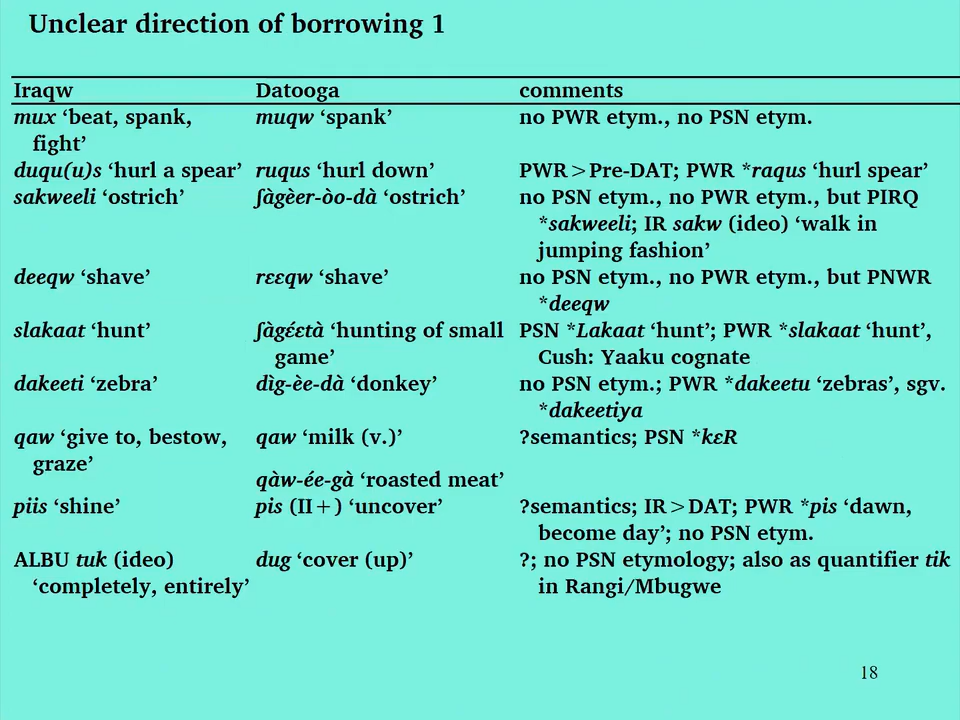 Unclear direction of borrowing 1
Iraqw Datooga comments
mux ‘beat, spank, muqw ‘spank’ no PWR etym., no PSN etym.
fight’
duqu(u)s ‘hurl a spear’ ruqus ‘hurl down’ PWR>Pre-DAT; PWR *raqus ‘hurl spear’
sakweeli ‘ostrich’ ʃàgèer-òo-dà ‘ostrich’ no PSN etym., no PWR etym., but PIRQ
*sakweeli; IR sakw (ideo) ‘walk in
jumping fashion’
deeqw ‘shave’ rɛɛqw ‘shave’ no PSN etym., no PWR etym., but PNWR
*deeqw
slakaat ‘hunt’ ʃàgɛ́ɛtà ‘hunting of small PSN *Lakaat ‘hunt’; PWR *slakaat ‘hunt’,
game’ Cush: Yaaku cognate
dakeeti ‘zebra’ dìg-èe-dà ‘donkey’ no PSN etym.; PWR *dakeetu ‘zebras’, sgv.
*dakeetiya
qaw ‘give to, bestow, qaw ‘milk (v.)’ ?semantics; PSN *kɛR
graze’
qàw-ée-gà ‘roasted meat’
piis ‘shine’ pis (II+) ‘uncover’ ?semantics; IR>DAT; PWR *pis ‘dawn,
become day’; no PSN etym.
ALBU tuk (ideo) dug ‘cover (up)’ ?; no PSN etymology; also as quantifier tik
‘completely, entirely’ in Rangi/Mbugwe
18